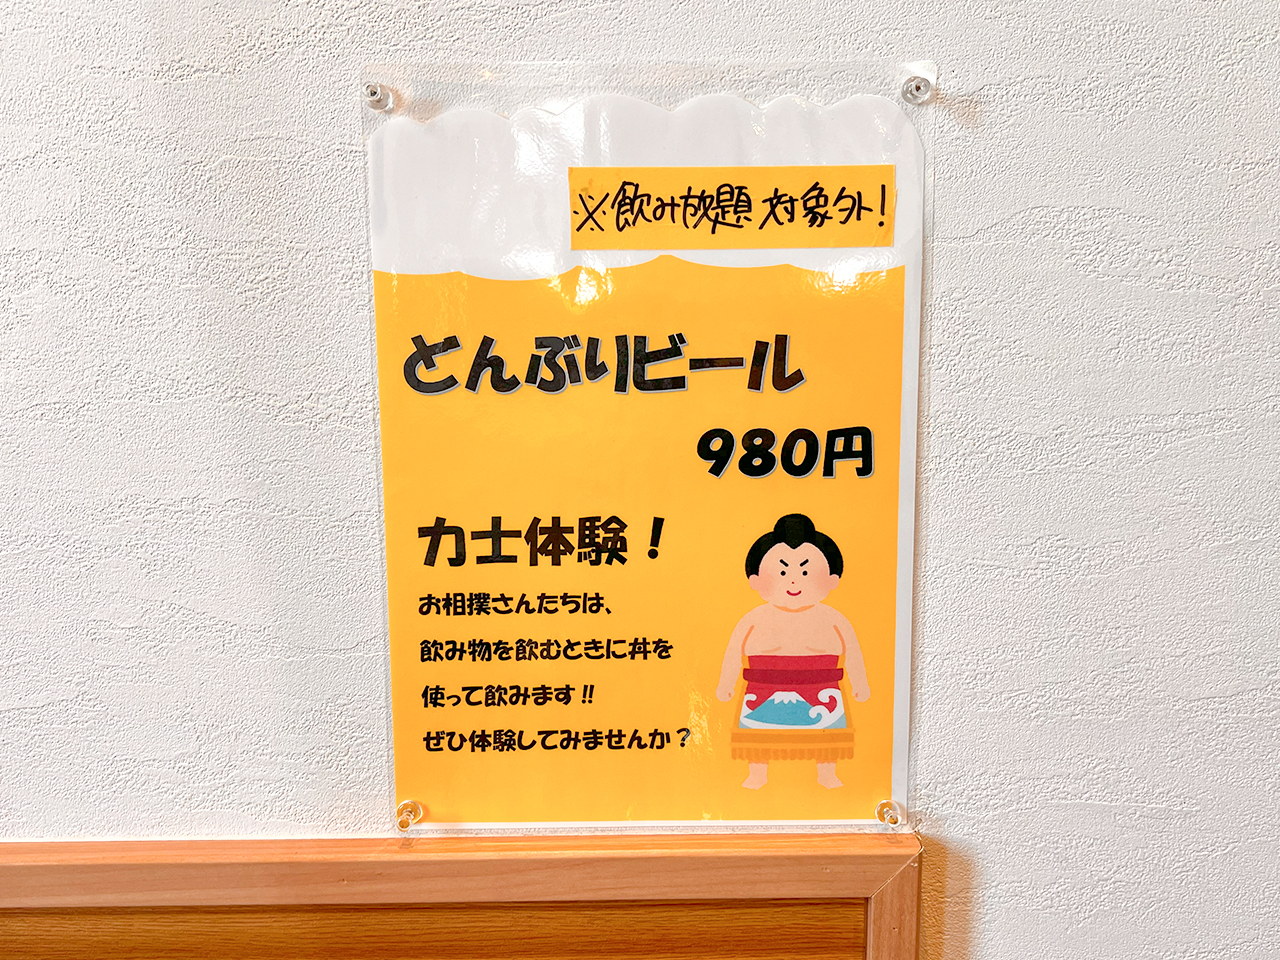 ※飲み放題 対象外!
どんぶりビール
980円
力士体験！
お相撲さんたちは、
飲み物を飲むときに丼を
使って飲みます!!
ぜひ体験してみませんか？